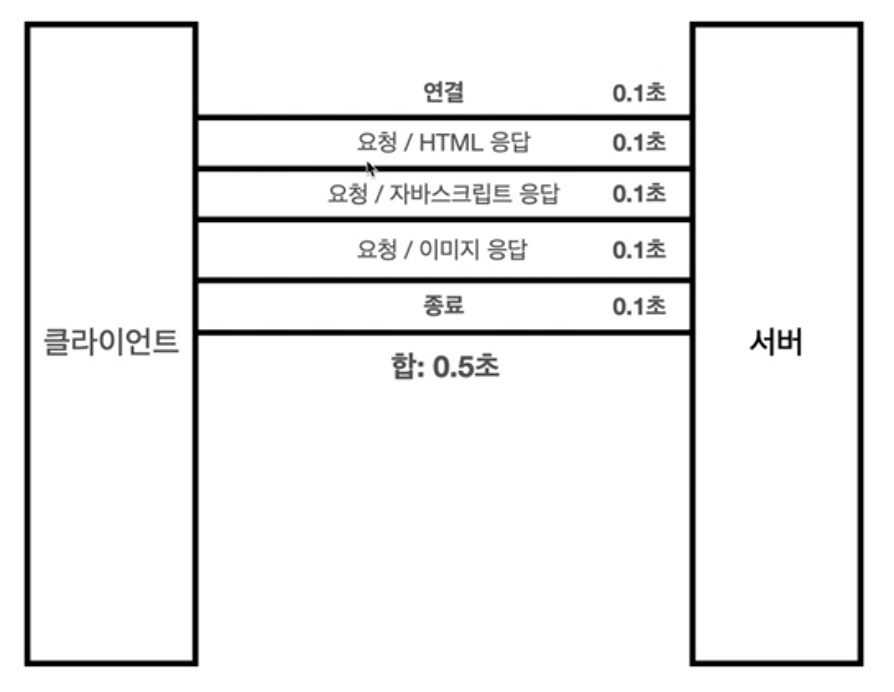 연결 0.1초
요청 / HTML 응답 0.1초
요청 / 자바스크립트 응답 0.1초
요청 / 이미지 응답 0.1초
종료 0.1초
클라이언트
서버
합: 0.5초